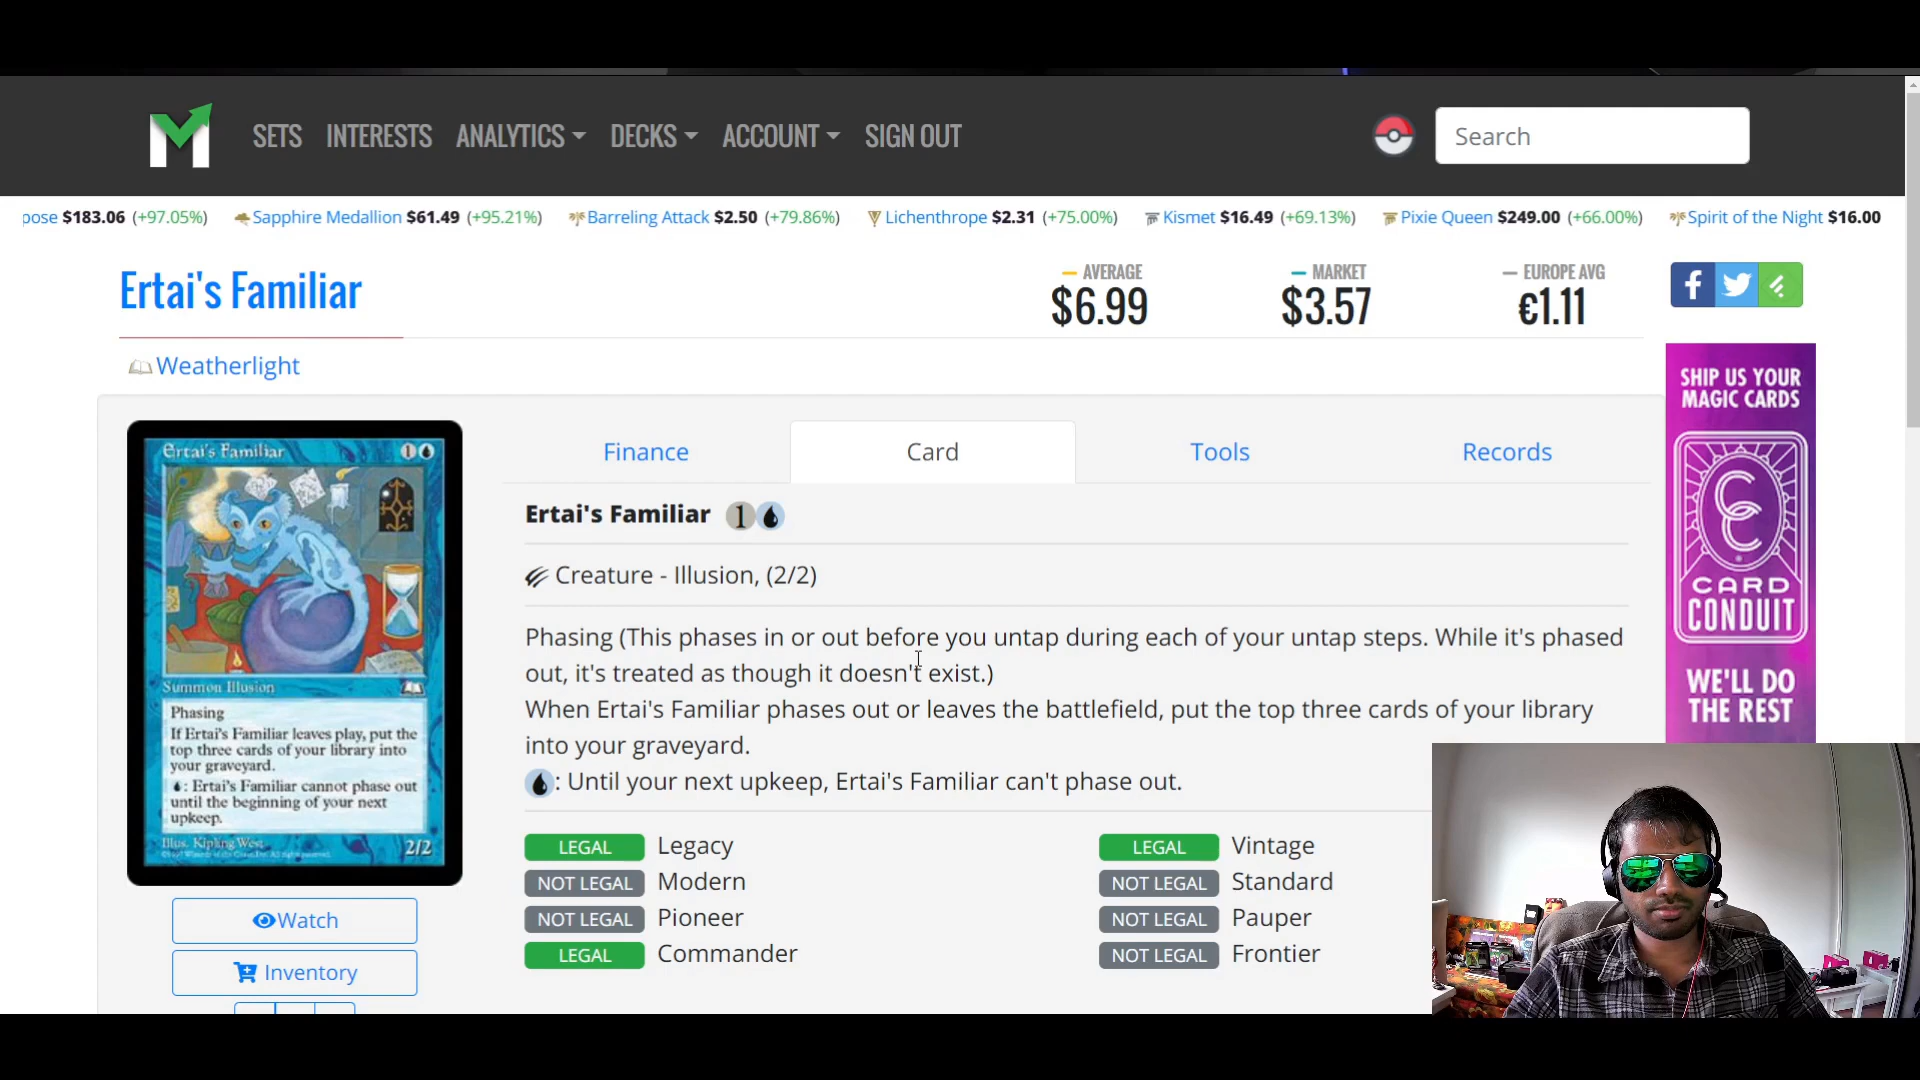 SETS INTERESTS ANALYTICS DECKS ACCOUNT SIGN OUT Search
pose $183.06 (+97.05%) Sapphire Medallion $61.49 (+95.21%) Barreling Attack $2.50 (+79.86%) Lichenthrope $2.31 (+75.00%) Kismet $16.49 (+69.13%) Pixie Queen $249.00 (+66.00%) Spirit of the Night $16.00
Ertai's Familiar
AVERAGE
$6.99
MARKET
$3.57
EUROPE AVG
€1.11
Weatherlight
Ertai's Familiar 1
Summon Illusion
Phasing
If Ertai's Familiar leaves play, put the
top three cards of your library into
your graveyard.
: Ertai's Familiar cannot phase out
until the beginning of your next
upkeep.
Illus. Kipling West
2/2
Watch
Inventory
Finance Card Tools Records
Ertai's Familiar 1
Creature - Illusion, (2/2)
Phasing (This phases in or out before you untap during each of your untap steps. While it's phased
out, it's treated as though it doesn't exist.)
When Ertai's Familiar phases out or leaves the battlefield, put the top three cards of your library
into your graveyard.
: Until your next upkeep, Ertai's Familiar can't phase out.
LEGAL Legacy LEGAL Vintage
NOT LEGAL Modern NOT LEGAL Standard
NOT LEGAL Pioneer NOT LEGAL Pauper
LEGAL Commander NOT LEGAL Frontier
SHIP US YOUR
MAGIC CARDS
CARD
CONDUIT
WE'LL DO
THE REST